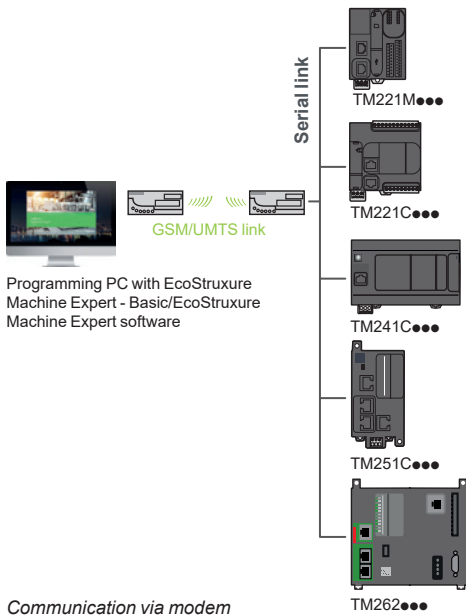 Serial link
TM221M●●●
TM221C●●●
GSM/UMTS link
Programming PC with EcoStruxure
Machine Expert - Basic/EcoStruxure
Machine Expert software
TM241C●●●
TM251C●●●
TM262●●●
Communication via modem